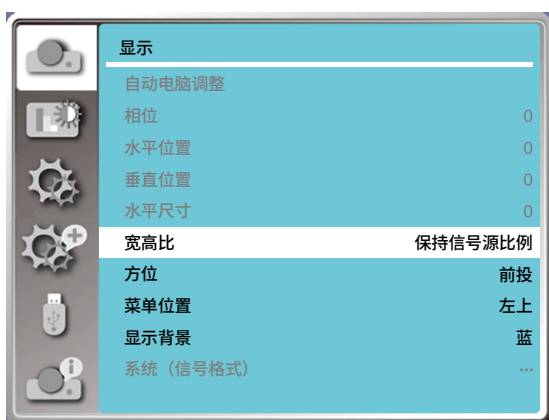 显示
自动电脑调整
相位 0
水平位置 0
垂直位置 0
水平尺寸 0
宽高比 保持信号源比例
方位 前投
菜单位置 左上
显示背景 蓝
系统（信号格式） ...